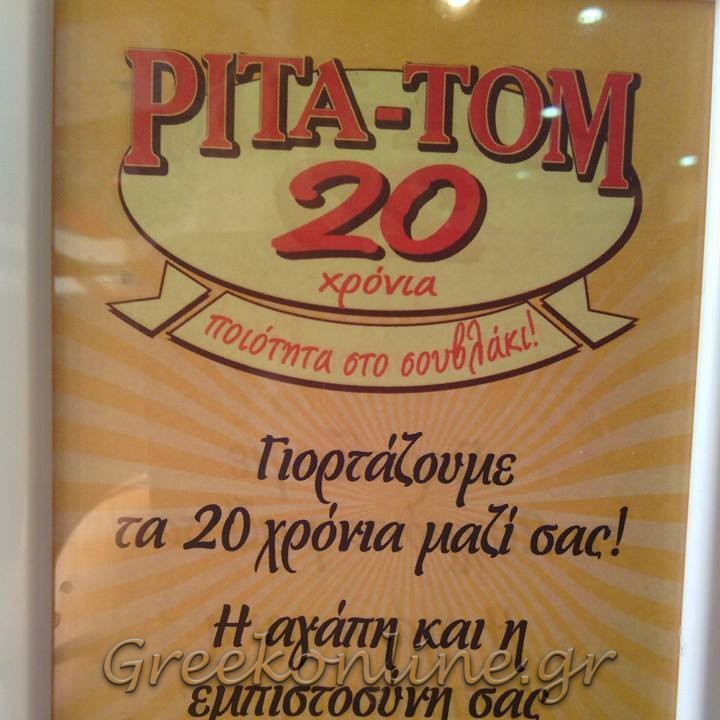 PITA-TOM
20
χρόνια
ποιότητα στο σουβλάκι!
Γιορτάζουμε
τα 20 χρόνια μαζί σας!
Η αγάπη και η
εμπιστοσύνη σας
Greekonline.gr